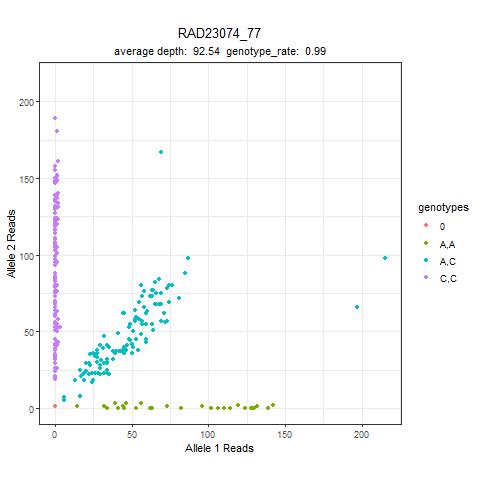 RAD23074_77
average depth: 92.54 genotype_rate: 0.99
Allele 2 Reads
200
150
100
50
0
0 50 100 150 200
Allele 1 Reads
genotypes
0
A,A
A,C
C,C